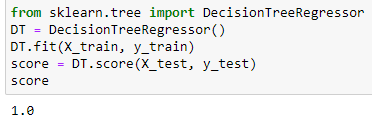 from sklearn.tree import DecisionTreeRegressor
DT = DecisionTreeRegressor()
DT.fit(X_train, y_train)
score = DT.score(X_test, y_test)
score
1.0